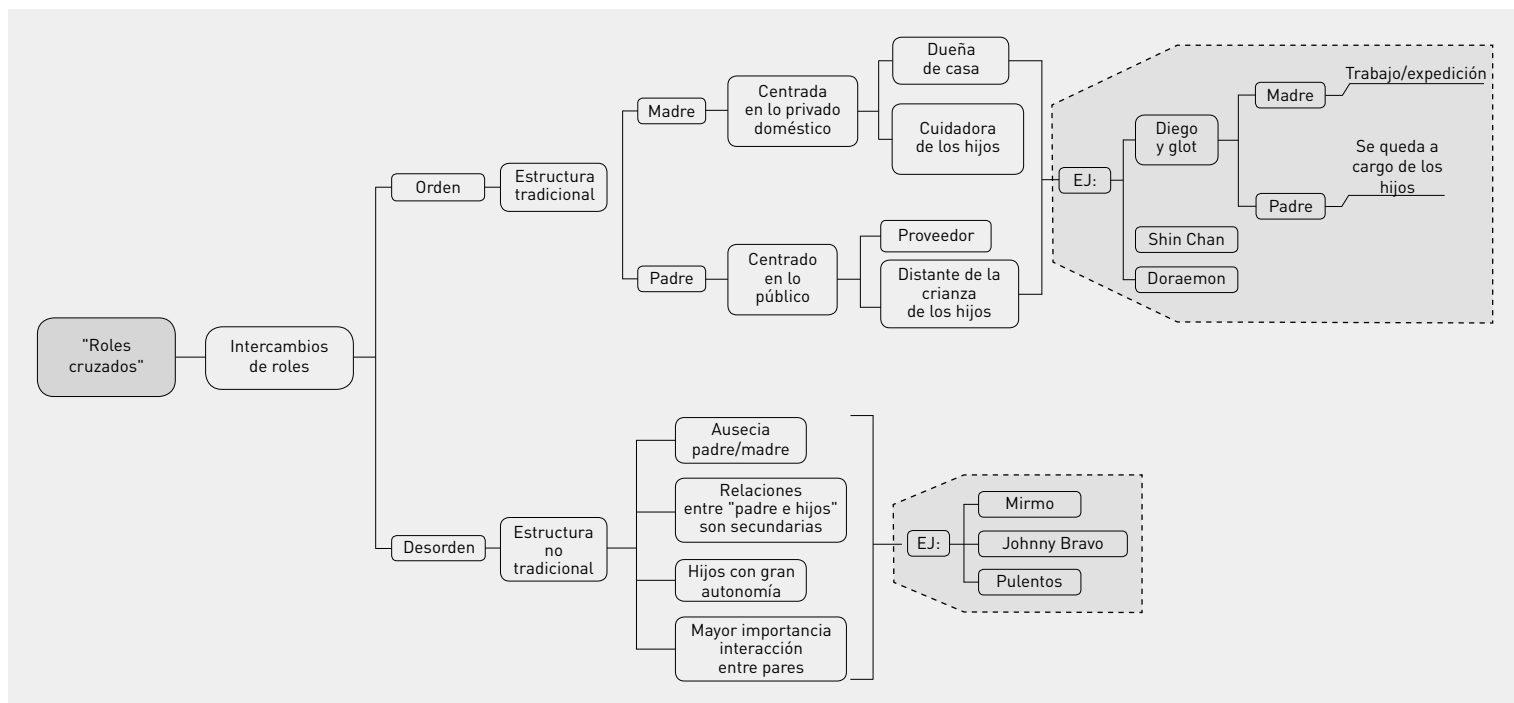 "Roles
cruzados"
Intercambios
de roles
Orden
Estructura
tradicional
Madre
Centrada
en lo privado
doméstico
Dueña
de casa
Cuidadora
de los hijos
Padre
Centrado
en lo
público
Proveedor
Distante de la
crianza
de los hijos
EJ:
Diego
y glot
Madre
Trabajo/expedición
Padre
Se queda a
cargo de los
hijos
Shin Chan
Doraemon
Desorden
Estructura
no
tradicional
Ausecia
padre/madre
Relaciones
entre "padre e hijos"
son secundarias
Hijos con gran
autonomía
Mayor importancia
interacción
entre pares
EJ:
Mirmo
Johnny Bravo
Pulentos